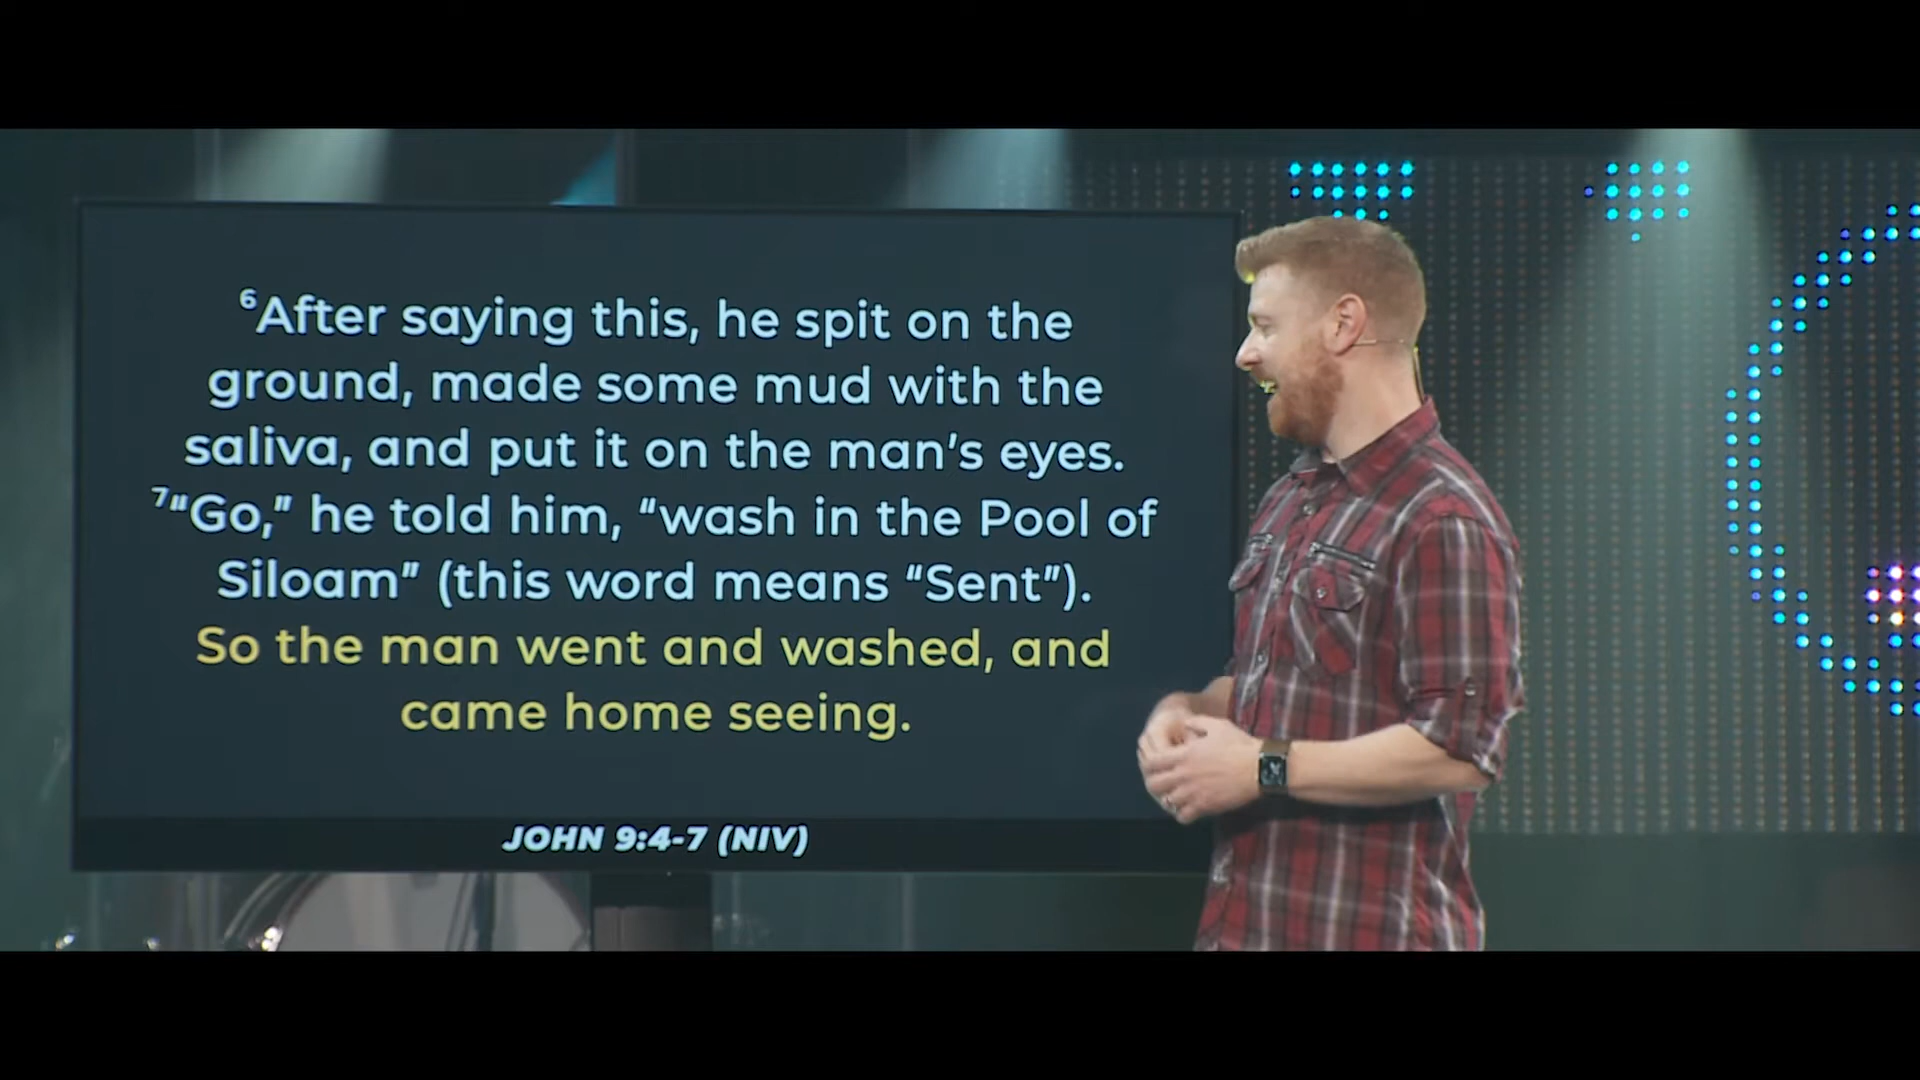 ⁶After saying this, he spit on the
ground, made some mud with the
saliva, and put it on the man’s eyes.
⁷“Go,” he told him, “wash in the Pool of
Siloam” (this word means “Sent”).
So the man went and washed, and
came home seeing.
JOHN 9:4-7 (NIV)